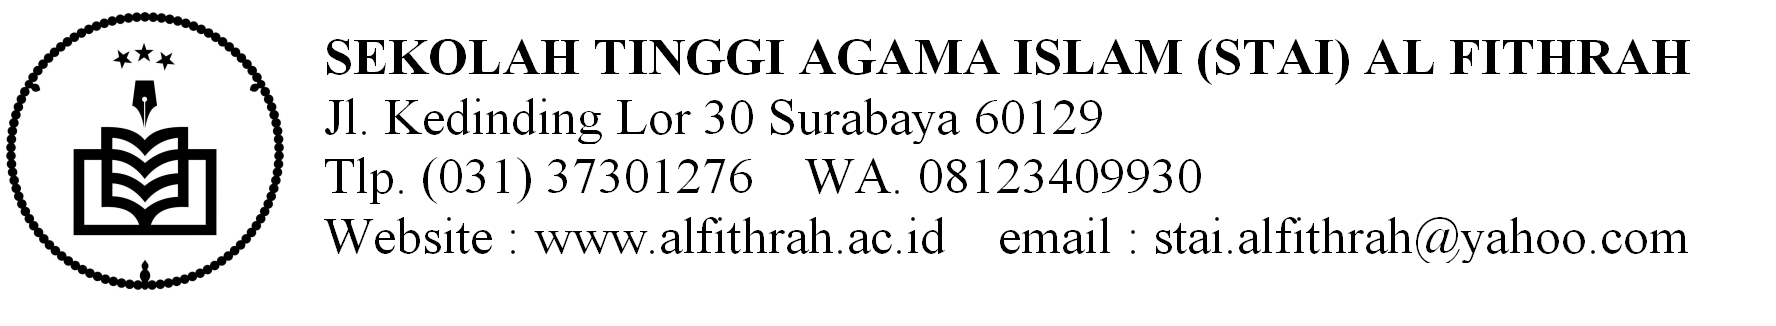 SEKOLAH TINGGI AGAMA ISLAM (STAI) AL FITHRAH
Jl. Kedinding Lor 30 Surabaya 60129
Tlp. (031) 37301276 WA. 08123409930
Website : www.alfithrah.ac.id email : stai.alfithrah@yahoo.com